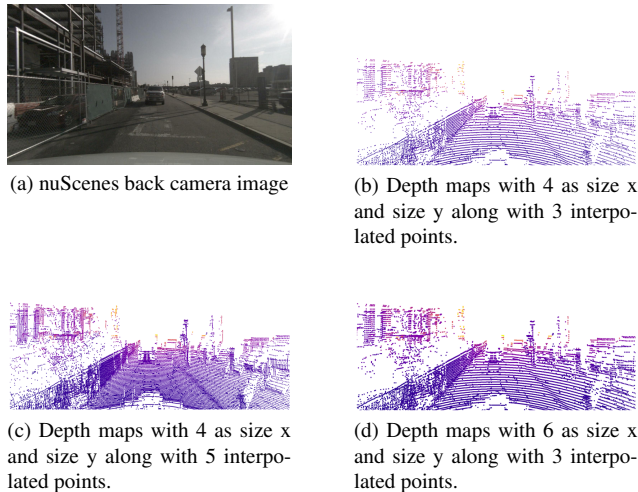 (a) nuScenes back camera image
(b) Depth maps with 4 as size x
and size y along with 3 interpo-
lated points.
(c) Depth maps with 4 as size x
and size y along with 5 interpo-
lated points.
(d) Depth maps with 6 as size x
and size y along with 3 interpo-
lated points.